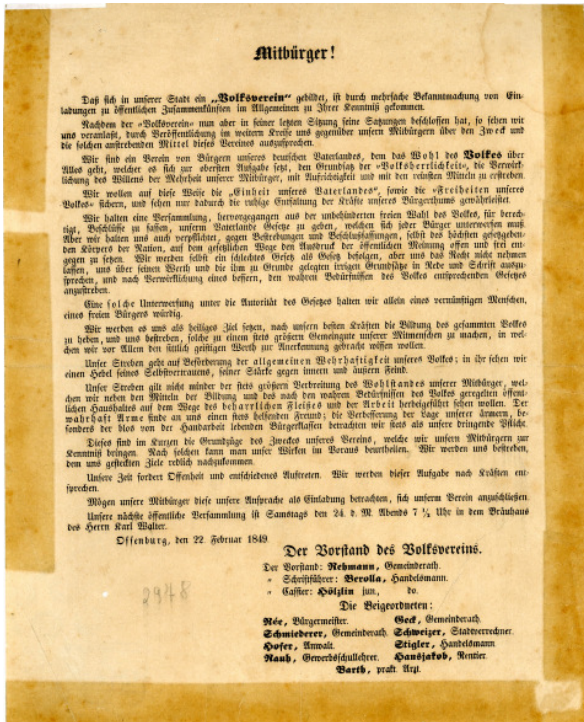 Mitbürger!
Daß sich in unserer Stadt ein „Volksverein“ gebildet, ist durch mehrfache Bekanntmachung von Ein-
ladungen zu öffentlichen Zusammenkünften im Allgemeinen zu Ihrer Kenntniß gekommen.
Nachdem der „Volksverein“ nun aber in seiner letzten Sitzung seine Satzungen beschlossen hat, so sehen wir
uns veranlaßt, durch Veröffentlichung im weitern Kreise uns gegenüber unsern Mitbürgern über den Zweck und
die solchen anstrebenden Mittel dieses Vereines auszusprechen.
Wir sind ein Verein von Bürgern unseres deutschen Vaterlandes, dem das Wohl des Volkes über
Alles geht, welcher es sich zur obersten Aufgabe setzt, den Grundsatz der „Volksherrlichkeit“, die Verwirk-
lichung des Willens der Mehrheit unserer Mitbürger, mit Aufrichtigkeit und mit den reinsten Mitteln zu erstreben.
Wir wollen auf diese Weise die „Einheit unseres Vaterlandes“, sowie die „Freiheiten unseres
Volkes“ sichern, und sehen nur dadurch die ruhige Entfaltung der Kräfte unseres Bürgerthums gewährleistet.
Wir halten eine Versammlung, hervorgegangen aus der unbehinderten freien Wahl des Volkes, für berech-
tigt, Beschlüsse zu fassen, unserm Vaterlande Gesetze zu geben, welchen sich jeder Bürger unterwerfen muß.
Aber wir halten uns auch verpflichtet, gegen Bestrebungen und Beschlußfassungen, selbst des höchsten gesetzgeben-
den Körpers der Nation, auf dem gesetzlichen Wege den Ausdruck der öffentlichen Meinung offen und frei ent-
gegen zu setzen. Wir werden selbst ein schlechtes Gesetz als Gesetz befolgen, aber uns das Recht nicht nehmen
lassen, uns über seinen Werth und die ihm zu Grunde gelegten irrigen Grundsätze in Rede und Schrift auszu-
sprechen, und nach Verwirklichung eines bessern, den wahren Bedürfnissen des Volkes entsprechenden Gesetzes
anzustreben.
Eine solche Unterwerfung unter die Autorität des Gesetzes halten wir allein eines vernünftigen Menschen,
eines freien Bürgers würdig.
Wir werden es uns als heiliges Ziel setzen, nach unsern besten Kräften die Bildung des gesammten Volkes
zu heben, und uns bestreben, solche zu einem stets größern Gemeingute unserer Mitmenschen zu machen, in wel-
chen wir vor Allem den sittlich geistigen Werth zur Anerkennung gebracht wissen wollen.
Unser Streben geht auf Beförderung der allgemeinen Wehrhaftigkeit unseres Volkes; in ihr sehen wir
einen Hebel seines Selbstvertrauens, seiner Stärke gegen innern und äußern Feind.
Unser Streben gilt nicht minder der stets größern Verbreitung des Wohlstandes unserer Mitbürger, wel-
chen wir neben den Mitteln der Bildung und des nach den wahren Bedürfnissen des Volkes geregelten öffent-
lichen Haushaltes auf dem Wege des beharrlichen Fleißes und der Arbeit herbeigeführt sehen wollen. Der
wahrhaft Arme finde an uns einen stets helfenden Freund; die Verbesserung der Lage unserer ärmern, be-
sonders der blos von der Handarbeit lebenden Bürgerklassen betrachten wir stets als unsere dringende Pflicht.
Dieses sind im Kurzen die Grundzüge des Zweckes unseres Vereins, welche wir unsern Mitbürgern zur
Kenntniß bringen. Nach solchen kann man unser Wirken im Voraus beurtheilen. Wir werden uns bestreben,
dem uns gesteckten Ziele redlich nachzukommen.
Unsere Zeit fordert Offenheit und entschiedenes Auftreten. Wir werden dieser Aufgabe nach Kräften ent-
sprechen.
Mögen unsere Mitbürger diese unsere Ansprache als Einladung betrachten, sich unserm Verein anzuschließen.
Unsere nächste öffentliche Versammlung ist Samstags den 24. d. M. Abends 7 ½ Uhr in dem Bräuhaus
des Herrn Karl Walter.
Offenburg, den 22. Februar 1849.
Der Vorstand des Volksvereins.
Der Vorstand: Rehmann, Gemeinderath.
„ Schriftführer: Berolla, Handelsmann.
„ Cassier: Hölzlin jun., do.
Die Beigeordneten:
Rée, Bürgermeister. Geck, Gemeinderath.
Schmiederer, Gemeinderath. Schweizer, Stadtverrechner.
Hofer, Anwalt. Stigler, Handelsmann
Rauh, Gewerbschullehrer. Hansjakob, Rentier.
Barth, prakt. Arzt.
2978